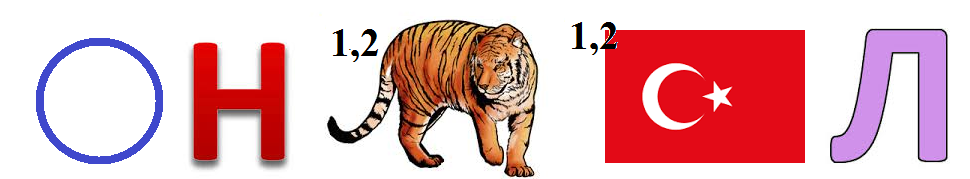 О Н 1,2 1,2 Л